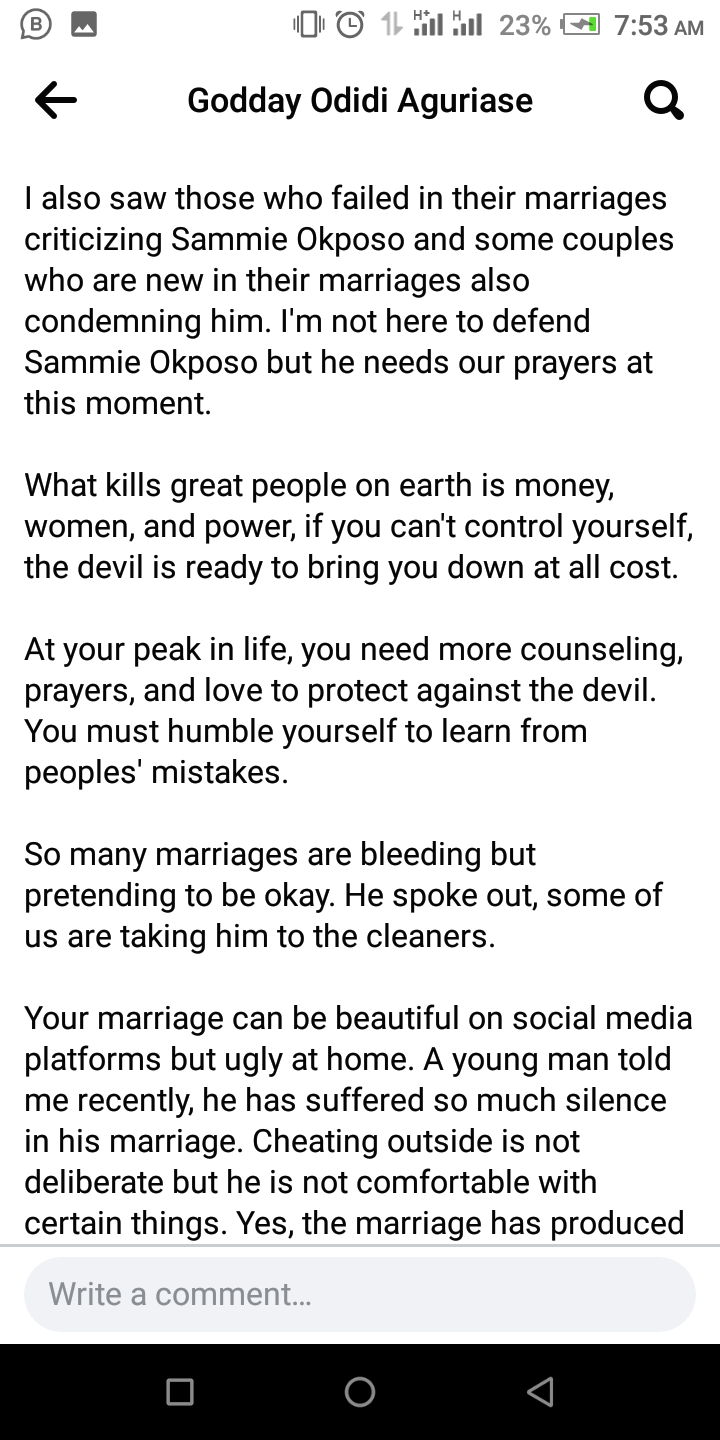 B
H+
H
23%
7:53 AM
Godday Odidi Aguriase
I also saw those who failed in their marriages
criticizing Sammie Okposo and some couples
who are new in their marriages also
condemning him. I'm not here to defend
Sammie Okposo but he needs our prayers at
this moment.
What kills great people on earth is money,
women, and power, if you can't control yourself,
the devil is ready to bring you down at all cost.
At your peak in life, you need more counseling,
prayers, and love to protect against the devil.
You must humble yourself to learn from
peoples' mistakes.
So many marriages are bleeding but
pretending to be okay. He spoke out, some of
us are taking him to the cleaners.
Your marriage can be beautiful on social media
platforms but ugly at home. A young man told
me recently, he has suffered so much silence
in his marriage. Cheating outside is not
deliberate but he is not comfortable with
certain things. Yes, the marriage has produced
Write a comment...